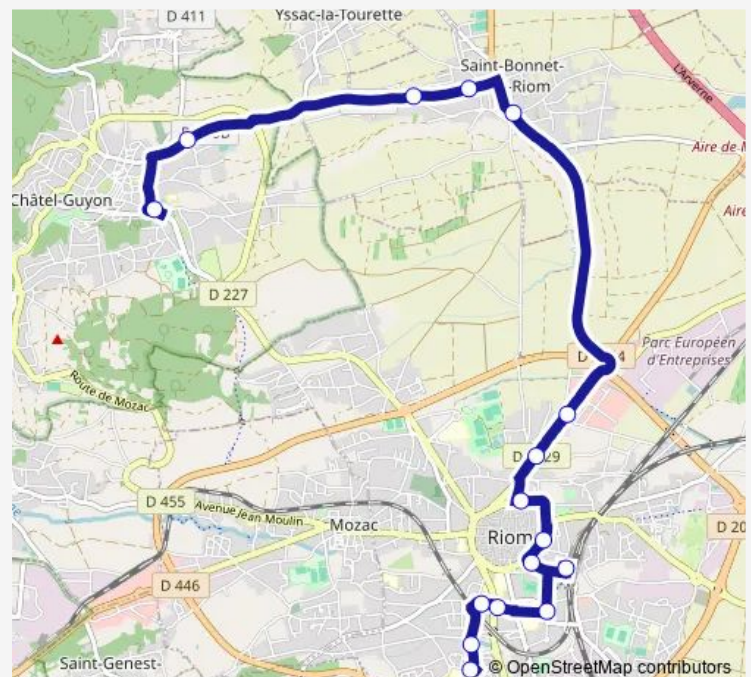 D 411
Yssac-la-Tourette
Saint-Bonnet-
-Riom
L'Arverne
Aire de
Châtel-Guyon
Aire
D 227
Parc Européen
d'Entreprises
Route de Mozac
D 455
Avenue Jean Moulin
Mozac
Riom
D 20
D 446
Saint-Genest-
© OpenStreetMap contributors